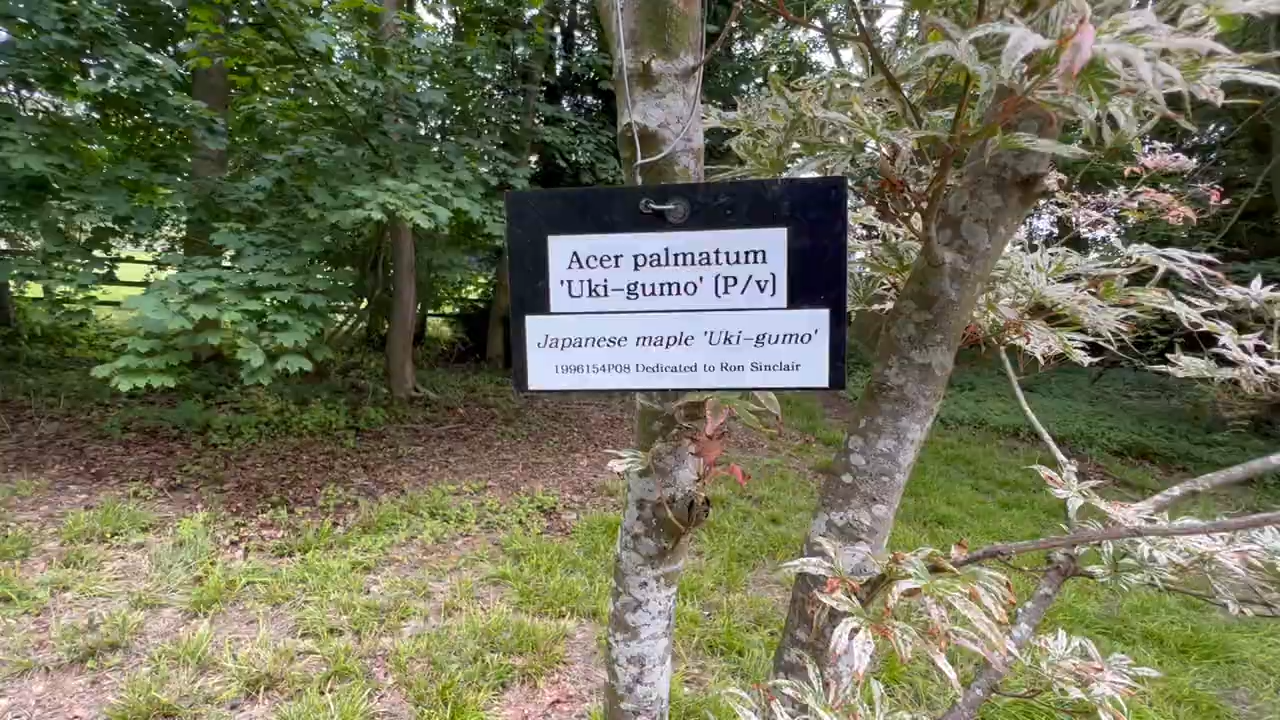 Acer palmatum
'Uki-gumo' (P/v)
Japanese maple 'Uki-gumo'
1996154P08 Dedicated to Ron Sinclair